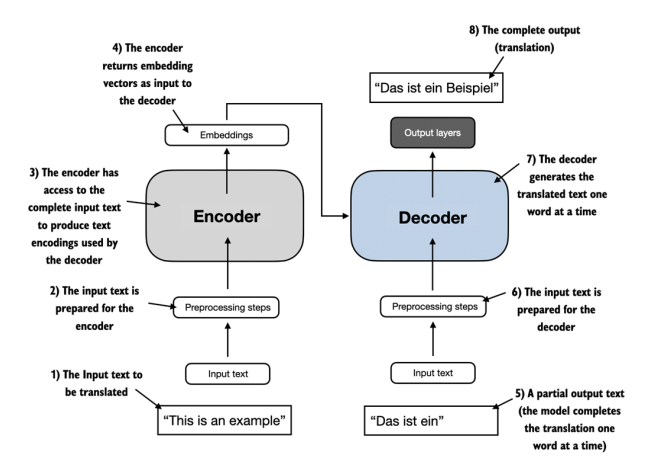 8) The complete output
(translation)
4) The encoder
returns embedding
vectors as input to
the decoder
“Das ist ein Beispiel”
Embeddings
Output layers
3) The encoder has
access to the
complete input text
to produce text
encodings used by
the decoder
Encoder
Decoder
7) The decoder
generates the
translated text one
word at a time
2) The input text is
prepared for the
encoder
Preprocessing steps
Preprocessing steps
6) The input text is
prepared for the
decoder
1) The Input text to
be translated
Input text
Input text
“This is an example”
“Das ist ein”
5) A partial output text
(the model completes
the translation one
word at a time)